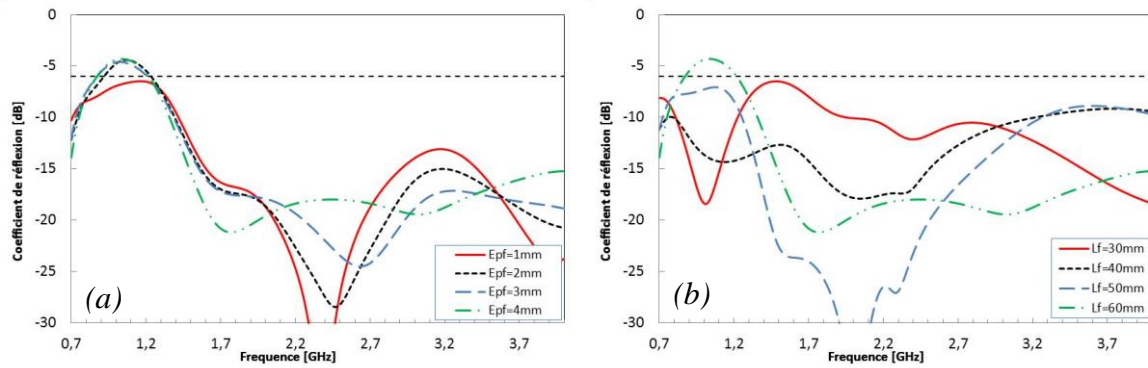 0
-5
-10
-15
-20
-25
-30
Coefficient de réflexion [dB]
0,7
1,2
1,7
2,2
2,7
3,2
3,7
Frequence [GHz]
Epf=1mm
Epf=2mm
Epf=3mm
Epf=4mm
(a)
0
-5
-10
-15
-20
-25
-30
Coefficient de réflexion [dB]
0,7
1,2
1,7
2,2
2,7
3,2
3,7
Frequence [GHz]
Lf=30mm
Lf=40mm
Lf=50mm
Lf=60mm
(b)